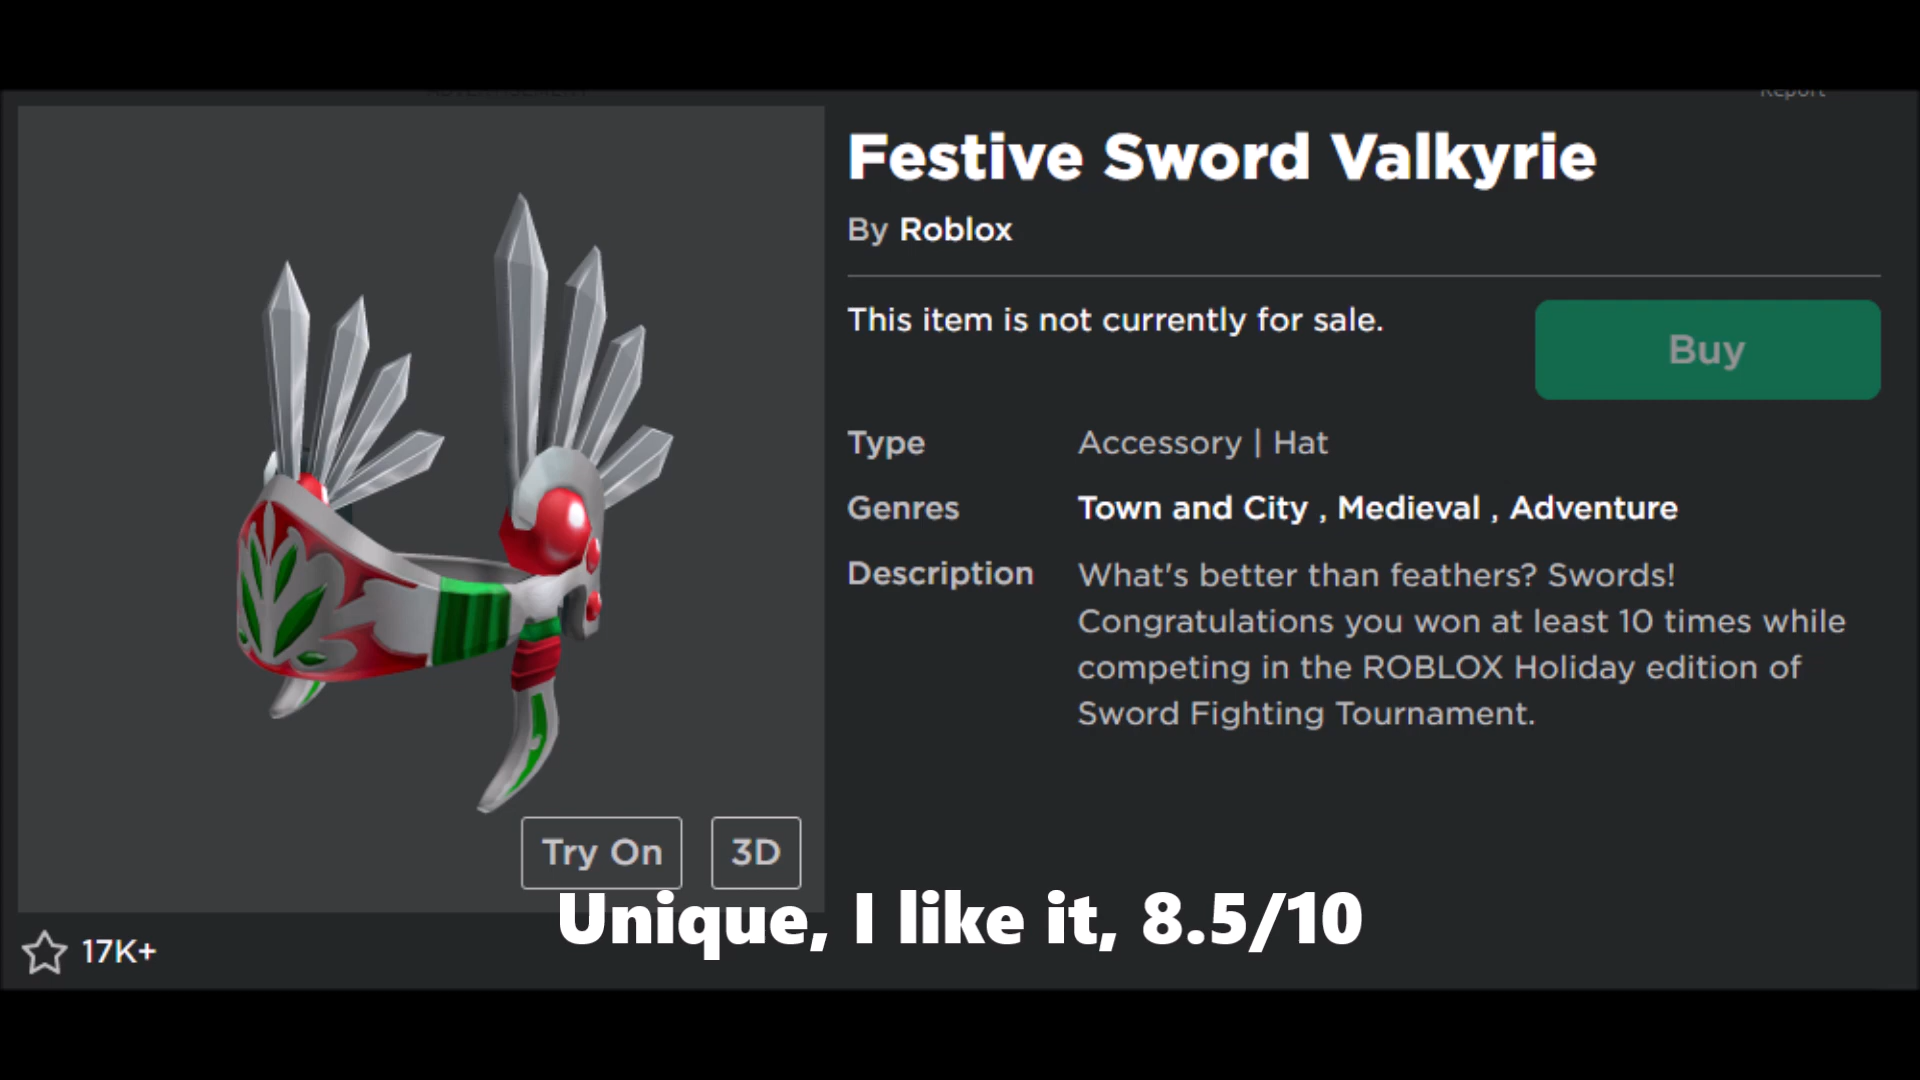 Report
Festive Sword Valkyrie
By Roblox
This item is not currently for sale.
Buy
Type Accessory | Hat
Genres Town and City , Medieval , Adventure
Description What's better than feathers? Swords!
Congratulations you won at least 10 times while
competing in the ROBLOX Holiday edition of
Sword Fighting Tournament.
Try On 3D
Unique, I like it, 8.5/10
17K+